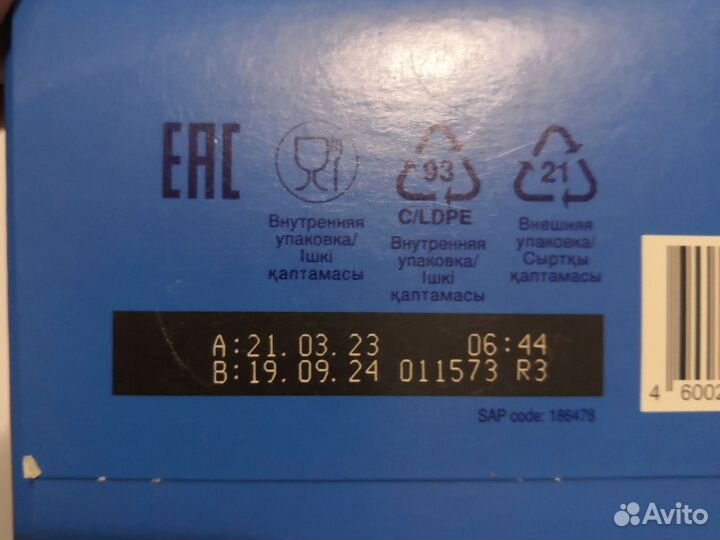 EAC
93
21
C/LDPE
Внутренняя
упаковка/
Ішкі
қаптамасы
Внутренняя
упаковка/
Ішкі
қаптамасы
Внешняя
упаковка/
Сыртқы
қаптамасы
A:21.03.23 06:44
B:19.09.24 011573 R3
SAP code: 186478
4 6002
Avito